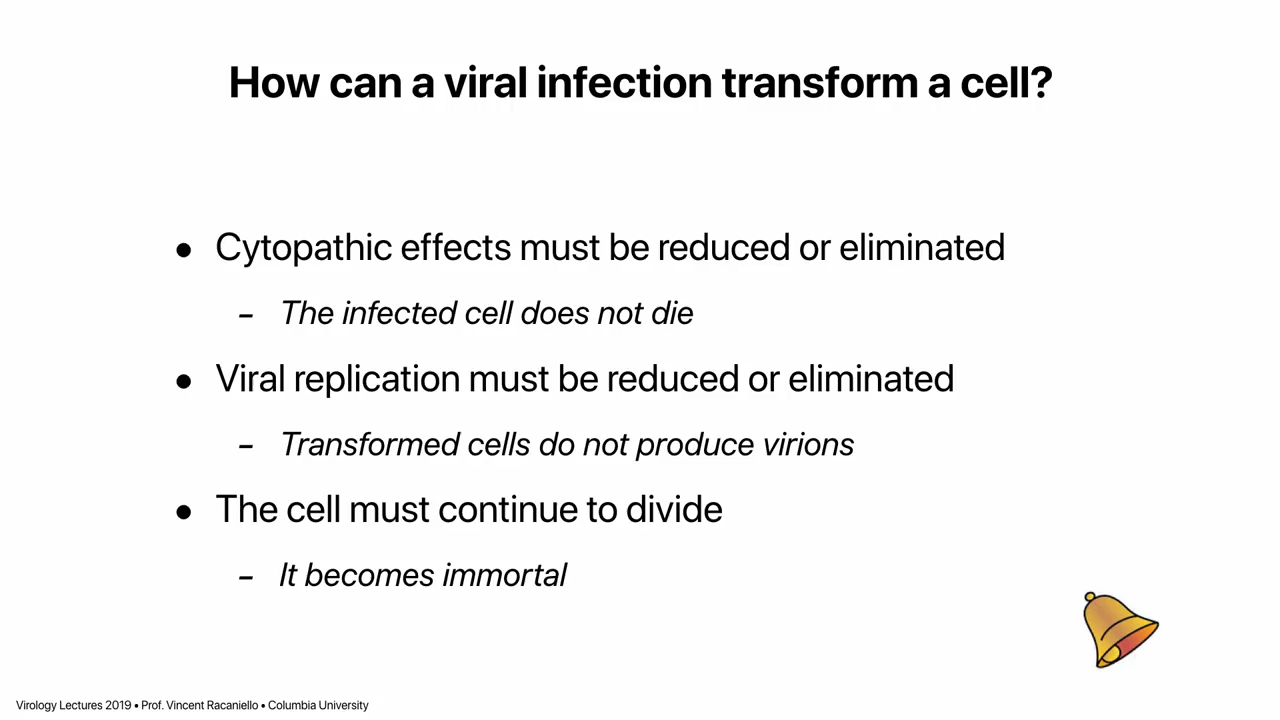 How can a viral infection transform a cell?
• Cytopathic effects must be reduced or eliminated
– The infected cell does not die
• Viral replication must be reduced or eliminated
– Transformed cells do not produce virions
• The cell must continue to divide
– It becomes immortal
Virology Lectures 2019 • Prof. Vincent Racaniello • Columbia University